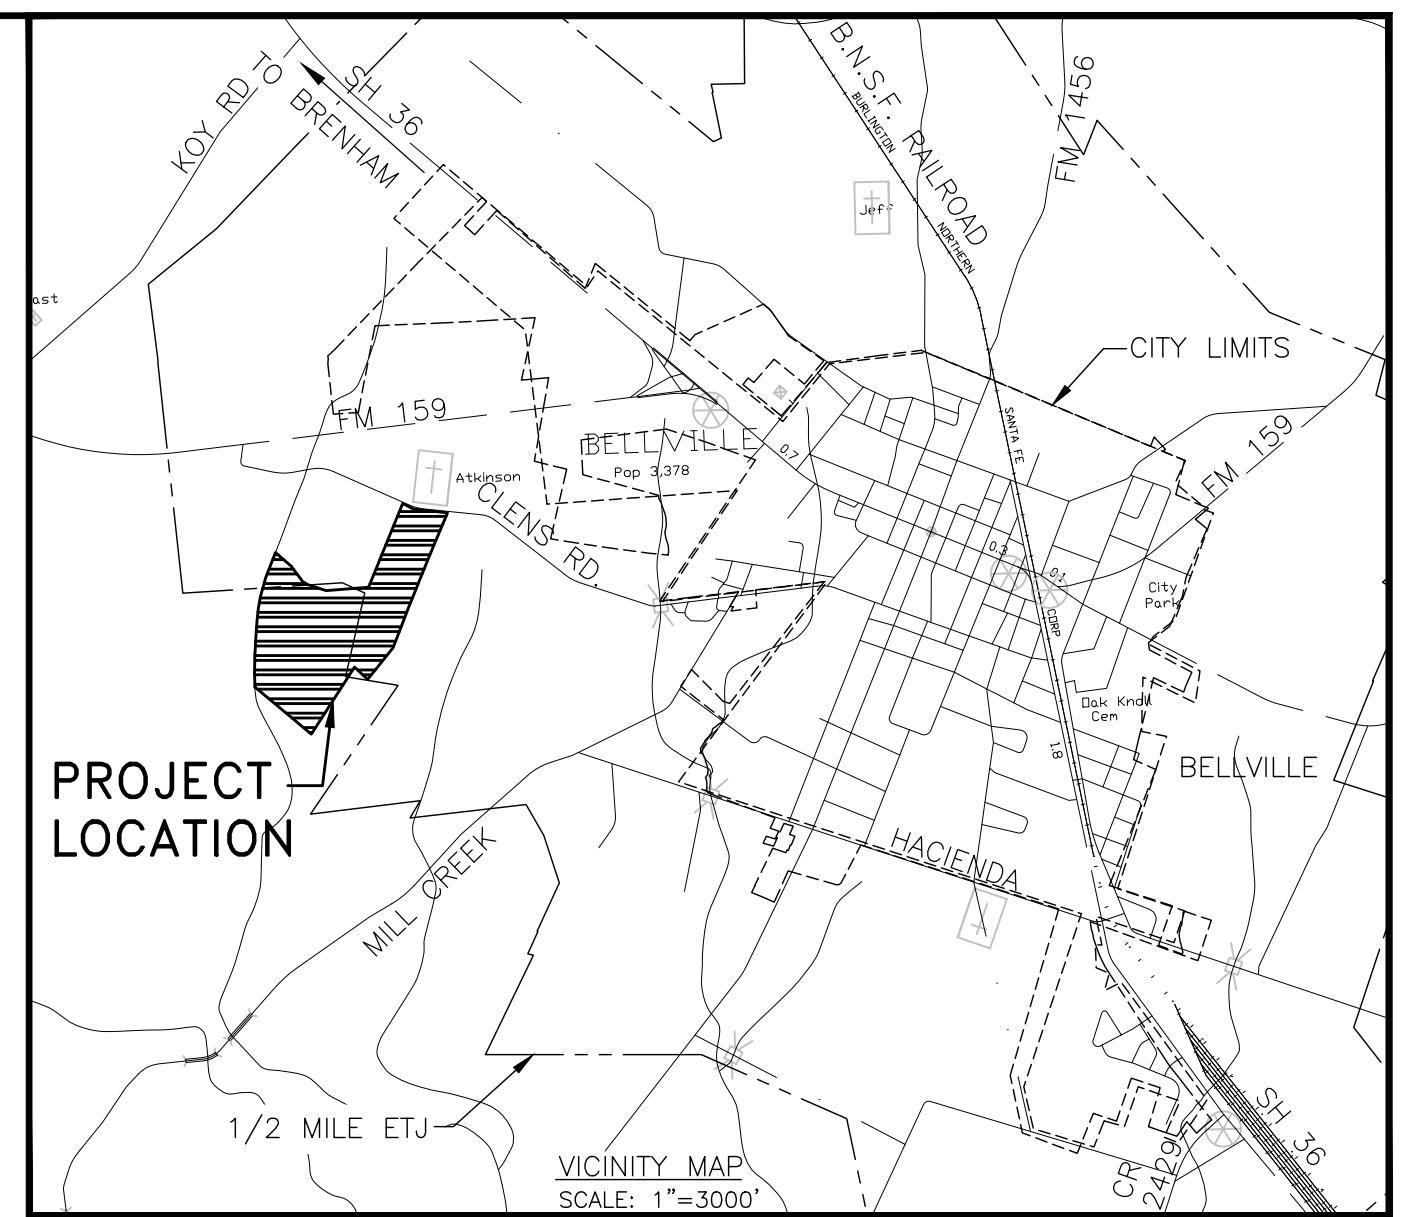 KOY RD
TO
BRENHAM
SH 36
B.N.S.F. RAILROAD
BURLINGTON
NORTHERN
FM 1456
Jeff
ast
CITY LIMITS
FM 159
BELLVILLE
Pop 3,378
Atkinson
CLENS RD.
0.7
SANTA FE
FM 159
0.3
0.1
City
Park
CORP
Oak Knoll
Cem
1.8
BELLVILLE
PROJECT
LOCATION
HACIENDA
MILL CREEK
1/2 MILE ETJ
SH 36
CR
2429
VICINITY MAP
SCALE: 1"=3000'